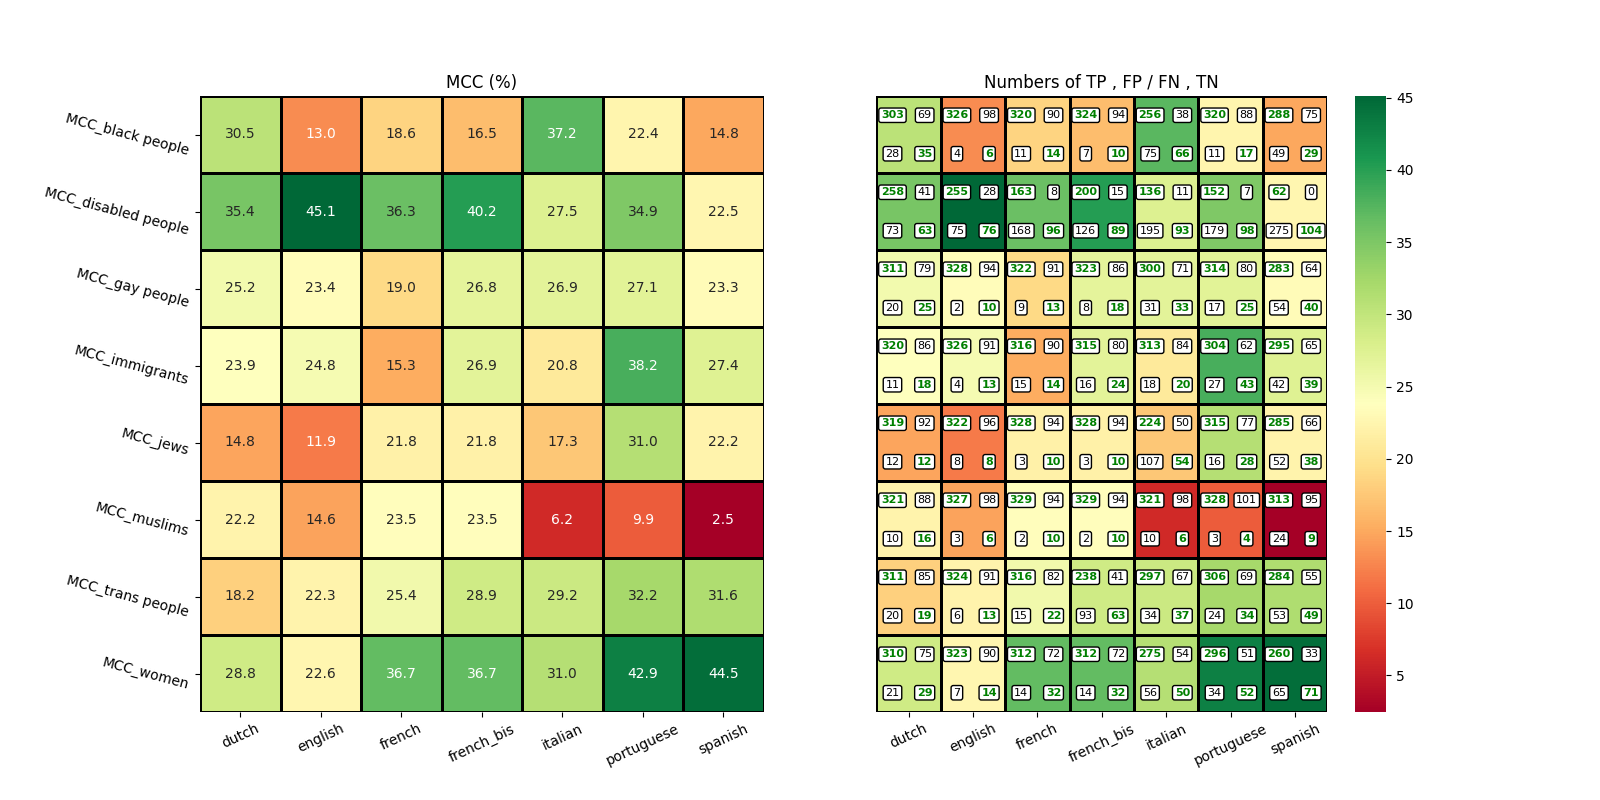 MCC (%)
Numbers of TP , FP / FN , TN
MCC_black people
30.5 13.0 18.6 16.5 37.2 22.4 14.8
303 69 326 98 320 90 324 94 256 38 320 88 288 75
28 35 4 6 11 14 7 10 75 66 11 17 49 29
MCC_disabled people
35.4 45.1 36.3 40.2 27.5 34.9 22.5
258 41 255 28 163 8 200 15 136 11 152 7 62 0
73 63 75 76 168 96 126 89 195 93 179 98 275 104
MCC_gay people
25.2 23.4 19.0 26.8 26.9 27.1 23.3
311 79 328 94 322 91 323 86 300 71 314 80 283 64
20 25 2 10 9 13 8 18 31 33 17 25 54 40
MCC_immigrants
23.9 24.8 15.3 26.9 20.8 38.2 27.4
320 86 326 91 316 90 315 80 313 84 304 62 295 65
11 18 4 13 15 14 16 24 18 20 27 43 42 39
MCC_jews
14.8 11.9 21.8 21.8 17.3 31.0 22.2
319 92 322 96 328 94 328 94 224 50 315 77 285 66
12 12 8 8 3 10 3 10 107 54 16 28 52 38
MCC_muslims
22.2 14.6 23.5 23.5 6.2 9.9 2.5
321 88 327 98 329 94 329 94 321 98 328 101 313 95
10 16 3 6 2 10 2 10 10 6 3 4 24 9
MCC_trans people
18.2 22.3 25.4 28.9 29.2 32.2 31.6
311 85 324 91 316 82 238 41 297 67 306 69 284 55
20 19 6 13 15 22 93 63 34 37 24 34 53 49
MCC_women
28.8 22.6 36.7 36.7 31.0 42.9 44.5
310 75 323 90 312 72 312 72 275 54 296 51 260 33
21 29 7 14 14 32 14 32 56 50 34 52 65 71
dutch english french french_bis italian portuguese spanish
dutch english french french_bis italian portuguese spanish
45
40
35
30
25
20
15
10
5